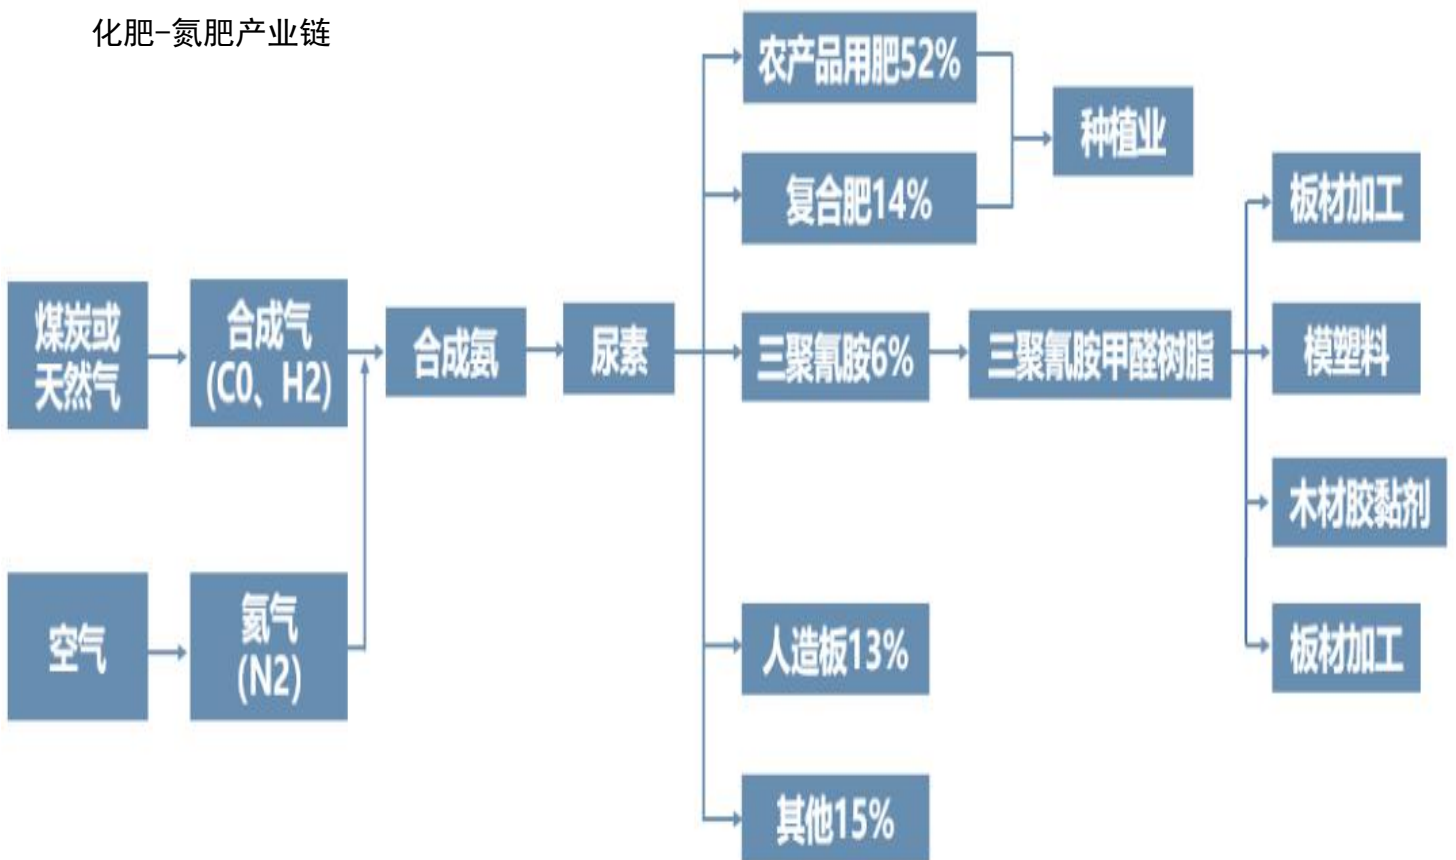 化肥-氮肥产业链
农产品用肥52%
复合肥14%
种植业
煤炭或
天然气
合成气
(C0、H2)
合成氨
尿素
三聚氰胺6%
三聚氰胺甲醛树脂
板材加工
模塑料
木材胶黏剂
板材加工
空气
氦气
(N2)
人造板13%
其他15%